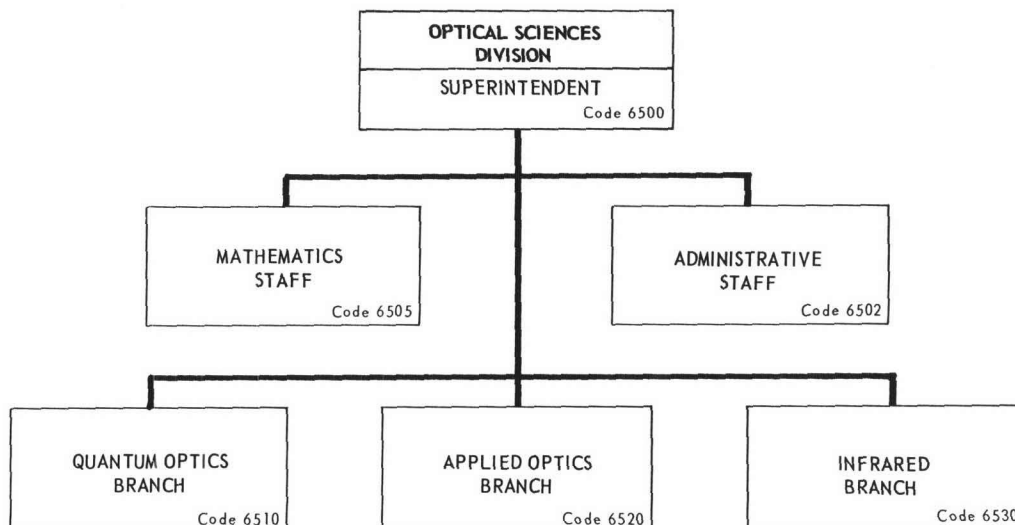 OPTICAL SCIENCES
DIVISION
SUPERINTENDENT
Code 6500
MATHEMATICS
STAFF
Code 6505
ADMINISTRATIVE
STAFF
Code 6502
QUANTUM OPTICS
BRANCH
Code 6510
APPLIED OPTICS
BRANCH
Code 6520
INFRARED
BRANCH
Code 6530